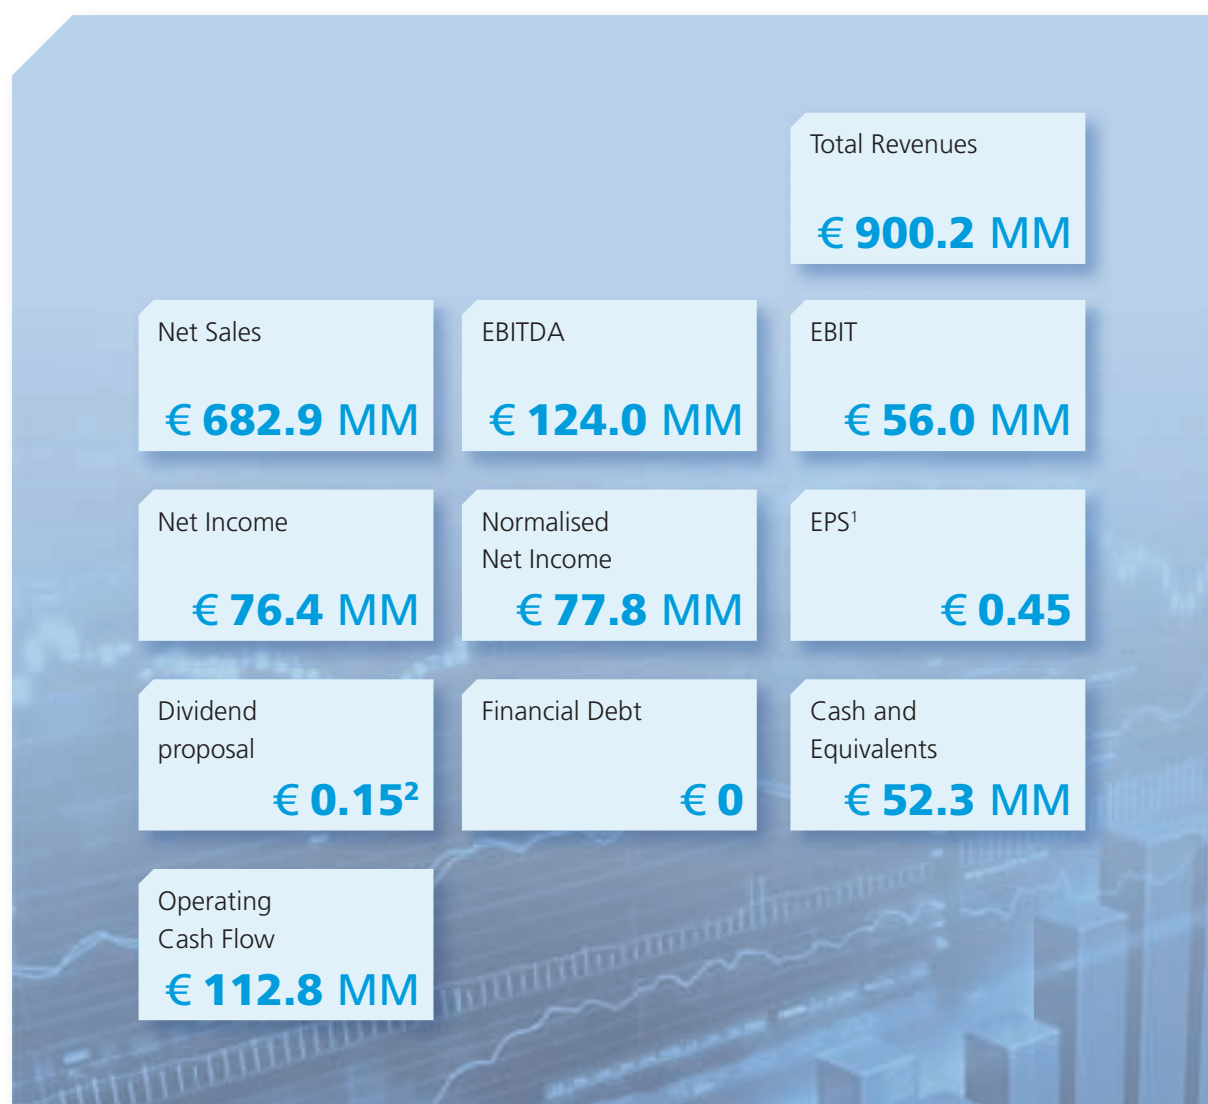 Total Revenues
€ 900.2 MM
Net Sales
€ 682.9 MM
EBITDA
€ 124.0 MM
EBIT
€ 56.0 MM
Net Income
€ 76.4 MM
Normalised
Net Income
€ 77.8 MM
EPS¹
€ 0.45
Dividend
proposal
€ 0.15²
Financial Debt
€ 0
Cash and
Equivalents
€ 52.3 MM
Operating
Cash Flow
€ 112.8 MM